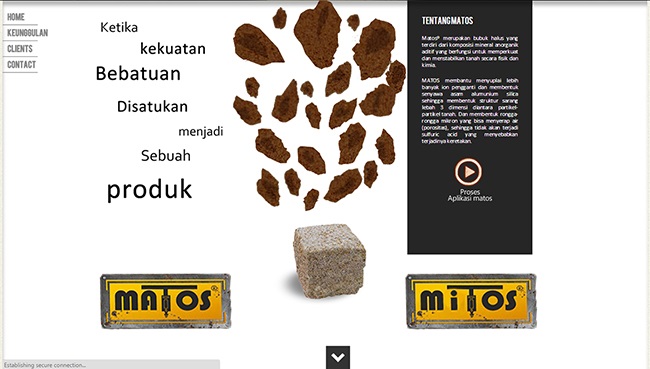 HOME
KEUNGGULAN
CLIENTS
CONTACT
Ketika
kekuatan
Bebatuan
Disatukan
menjadi
Sebuah
produk
TENTANG MATOS
Matos® merupakan bubuk halus yang
terdiri dari komposisi mineral anorganik
aditif yang berfungsi untuk memperkuat
dan menstabilkan tanah secara fisik dan
kimia.
MATOS membantu menyuplai lebih
banyak ion pengganti dan membentuk
senyawa asam alumunium silica
sehingga membentuk struktur sarang
lebah 3 dimensi diantara partikel-
partikel tanah. Dan membentuk rongga-
rongga mikron yang bisa menyerap air
(porositas), sehingga tidak akan terjadi
sulfuric acid yang menyebabkan
terjadinya keretakan.
Proses
Aplikasi matos
MATOS®
MiTOS®
Establishing secure connection...